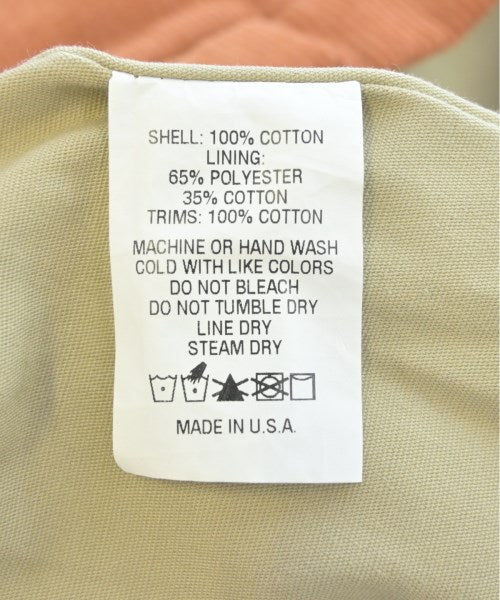 SHELL: 100% COTTON
LINING:
65% POLYESTER
35% COTTON
TRIMS: 100% COTTON
MACHINE OR HAND WASH
COLD WITH LIKE COLORS
DO NOT BLEACH
DO NOT TUMBLE DRY
LINE DRY
STEAM DRY
MADE IN U.S.A.